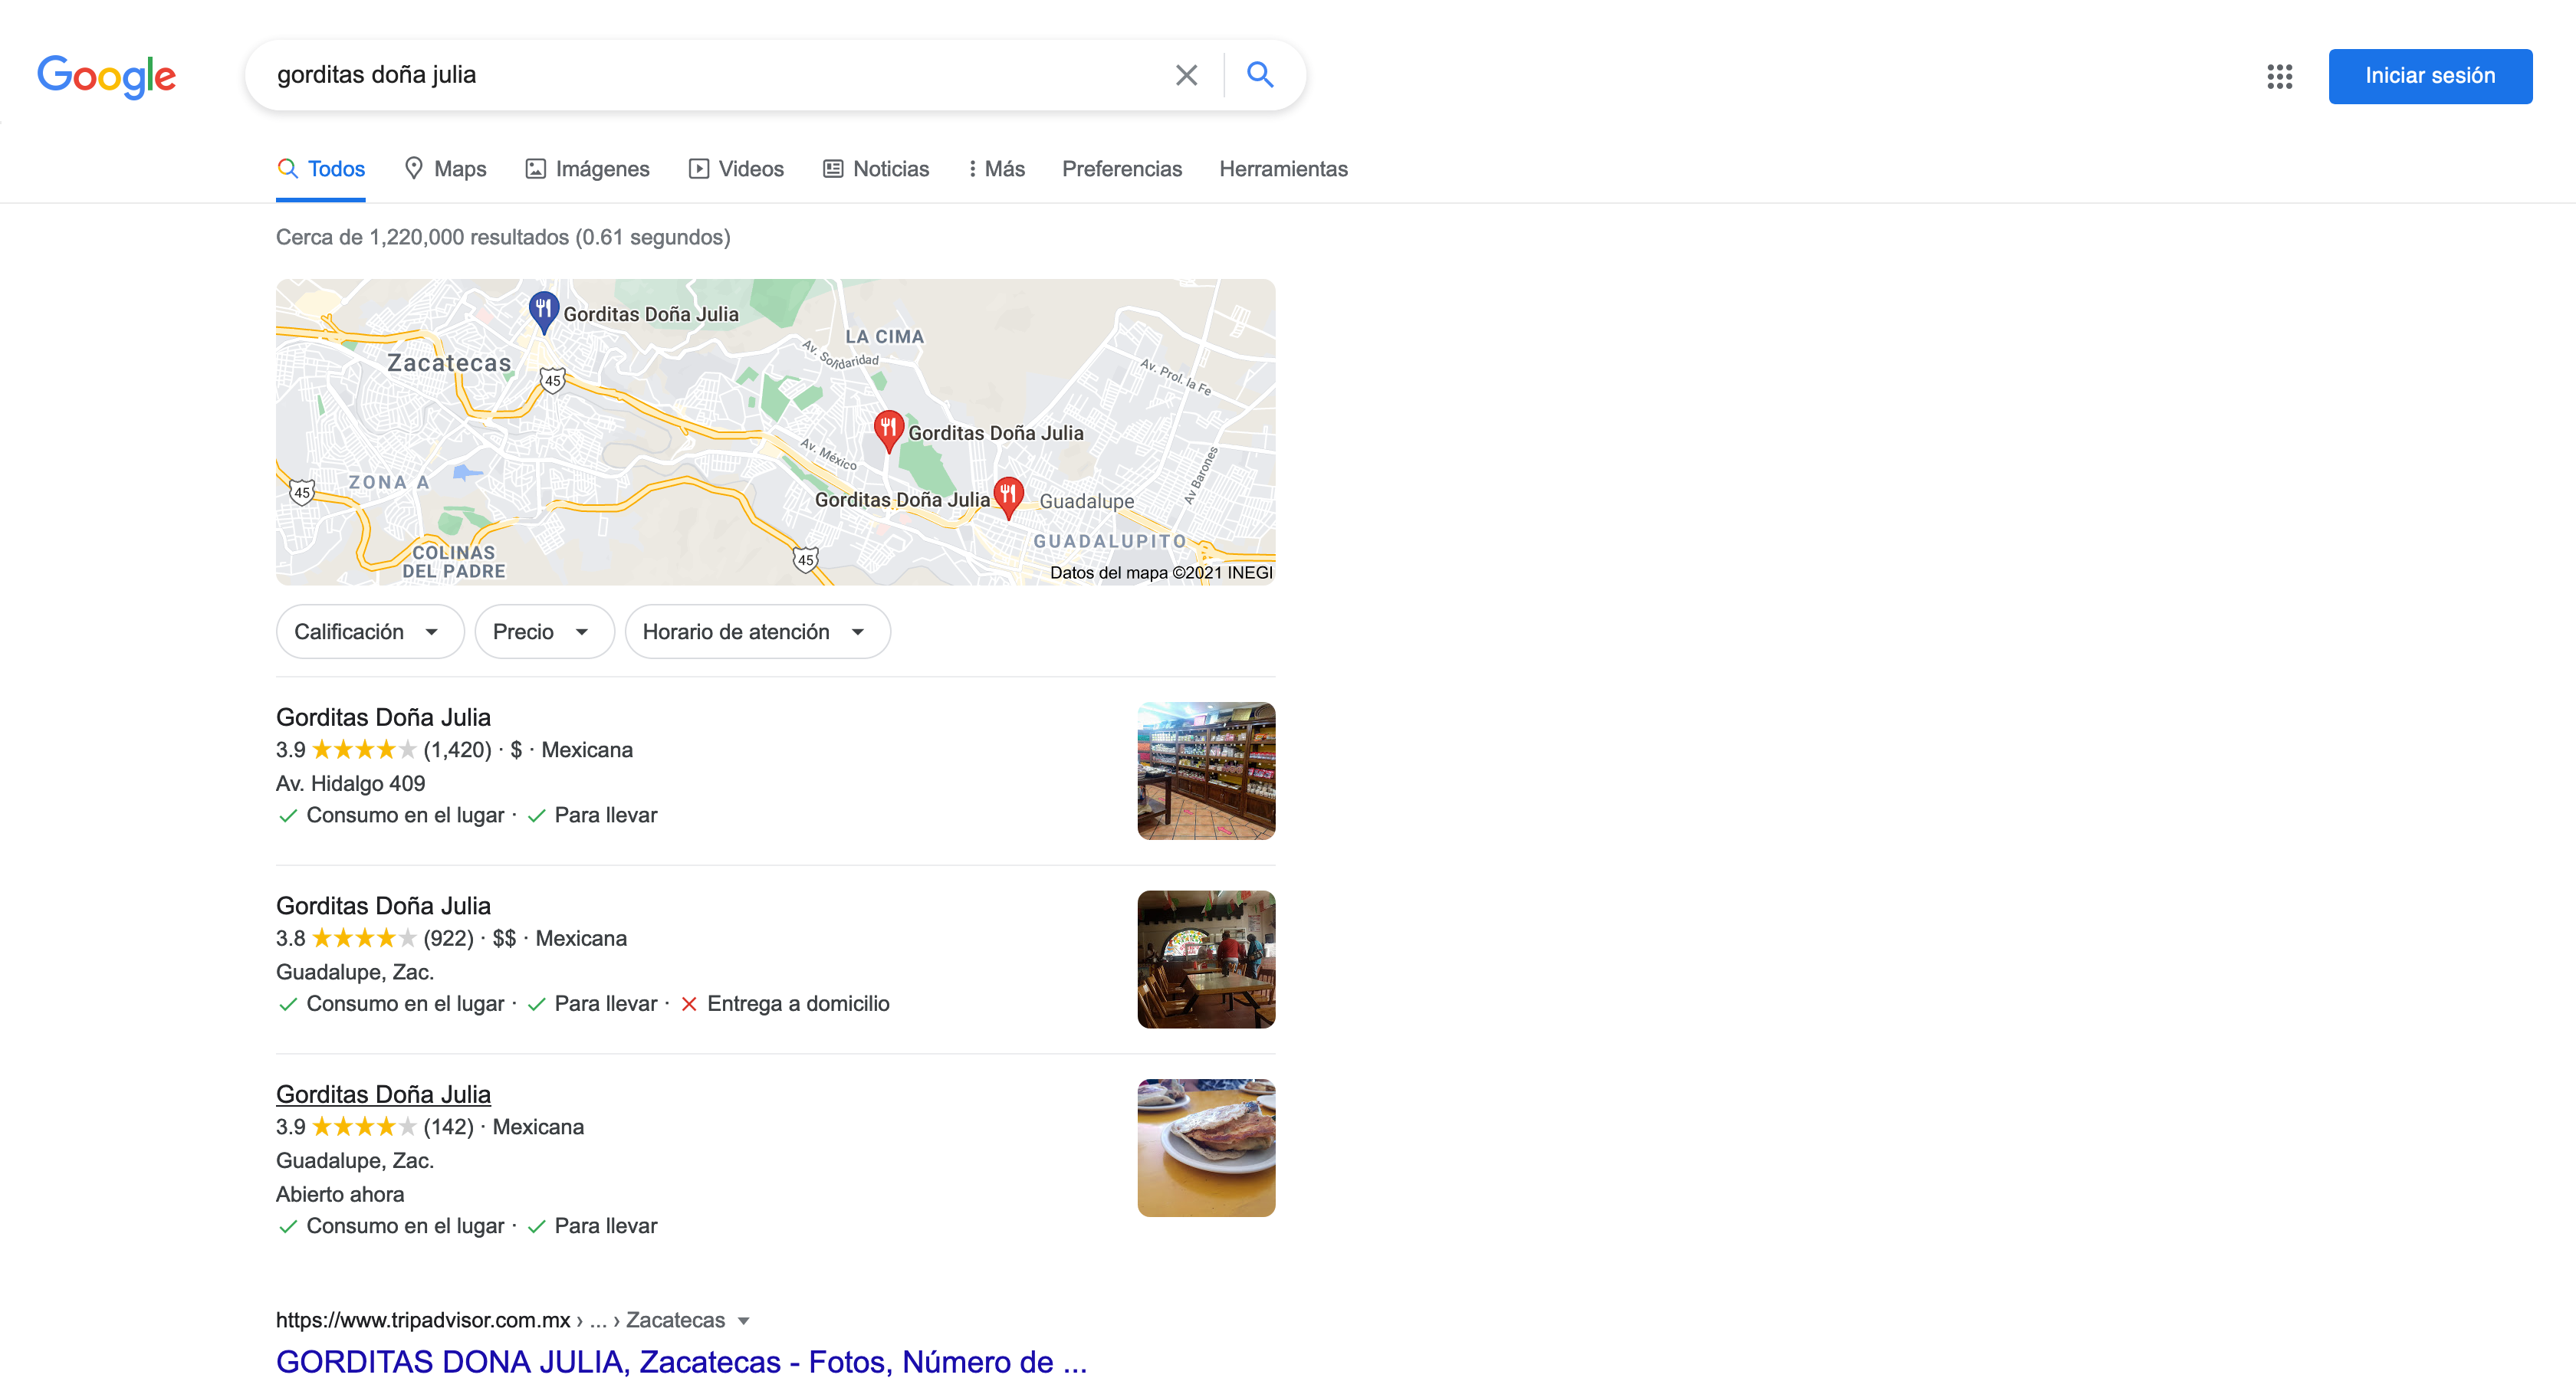 Google
gorditas doña julia
Iniciar sesión
Todos
Maps
Imágenes
Videos
Noticias
Más
Preferencias
Herramientas
Cerca de 1,220,000 resultados (0.61 segundos)
Gorditas Doña Julia
LA CIMA
Av. Solidaridad
Zacatecas
45
Av. Prol. la Fe
Gorditas Doña Julia
Av. México
Av Barones
ZONA A
45
Gorditas Doña Julia
Guadalupe
GUADALUPITO
COLINAS
DEL PADRE
45
Datos del mapa ©2021 INEGI
Calificación
Precio
Horario de atención
Gorditas Doña Julia
3.9 (1,420) · $ · Mexicana
Av. Hidalgo 409
Consumo en el lugar · Para llevar
Gorditas Doña Julia
3.8 (922) · $$ · Mexicana
Guadalupe, Zac.
Consumo en el lugar · Para llevar · Entrega a domicilio
Gorditas Doña Julia
3.9 (142) · Mexicana
Guadalupe, Zac.
Abierto ahora
Consumo en el lugar · Para llevar
https://www.tripadvisor.com.mx › ... › Zacatecas
GORDITAS DONA JULIA, Zacatecas - Fotos, Número de ...